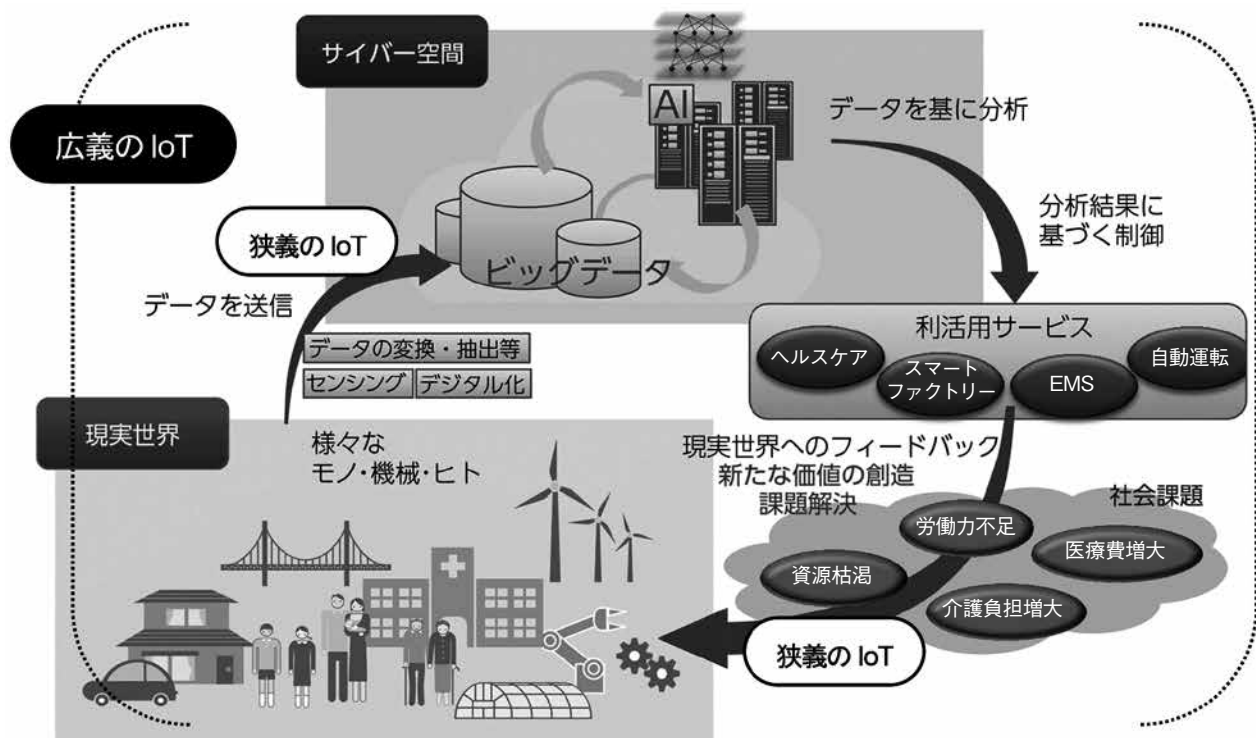 サイバー空間
広義の IoT
AI
データを基に分析
狭義の IoT
ビッグデータ
分析結果に
基づく制御
データを送信
データの変換・抽出等
センシング
デジタル化
利活用サービス
ヘルスケア
スマート
ファクトリー
EMS
自動運転
現実世界
様々な
モノ・機械・ヒト
現実世界へのフィードバック
新たな価値の創造
課題解決
社会課題
労働力不足
医療費増大
資源枯渇
介護負担増大
狭義の IoT